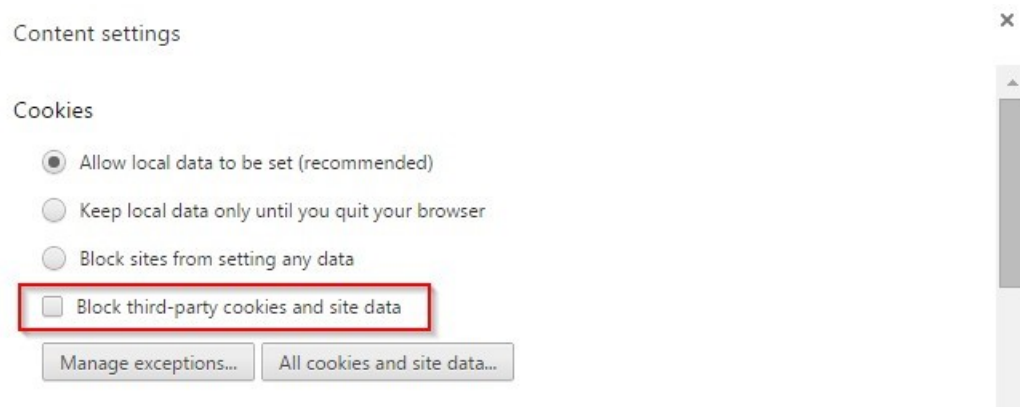 Content settings
Cookies
Allow local data to be set (recommended)
Keep local data only until you quit your browser
Block sites from setting any data
Block third-party cookies and site data
Manage exceptions... All cookies and site data...